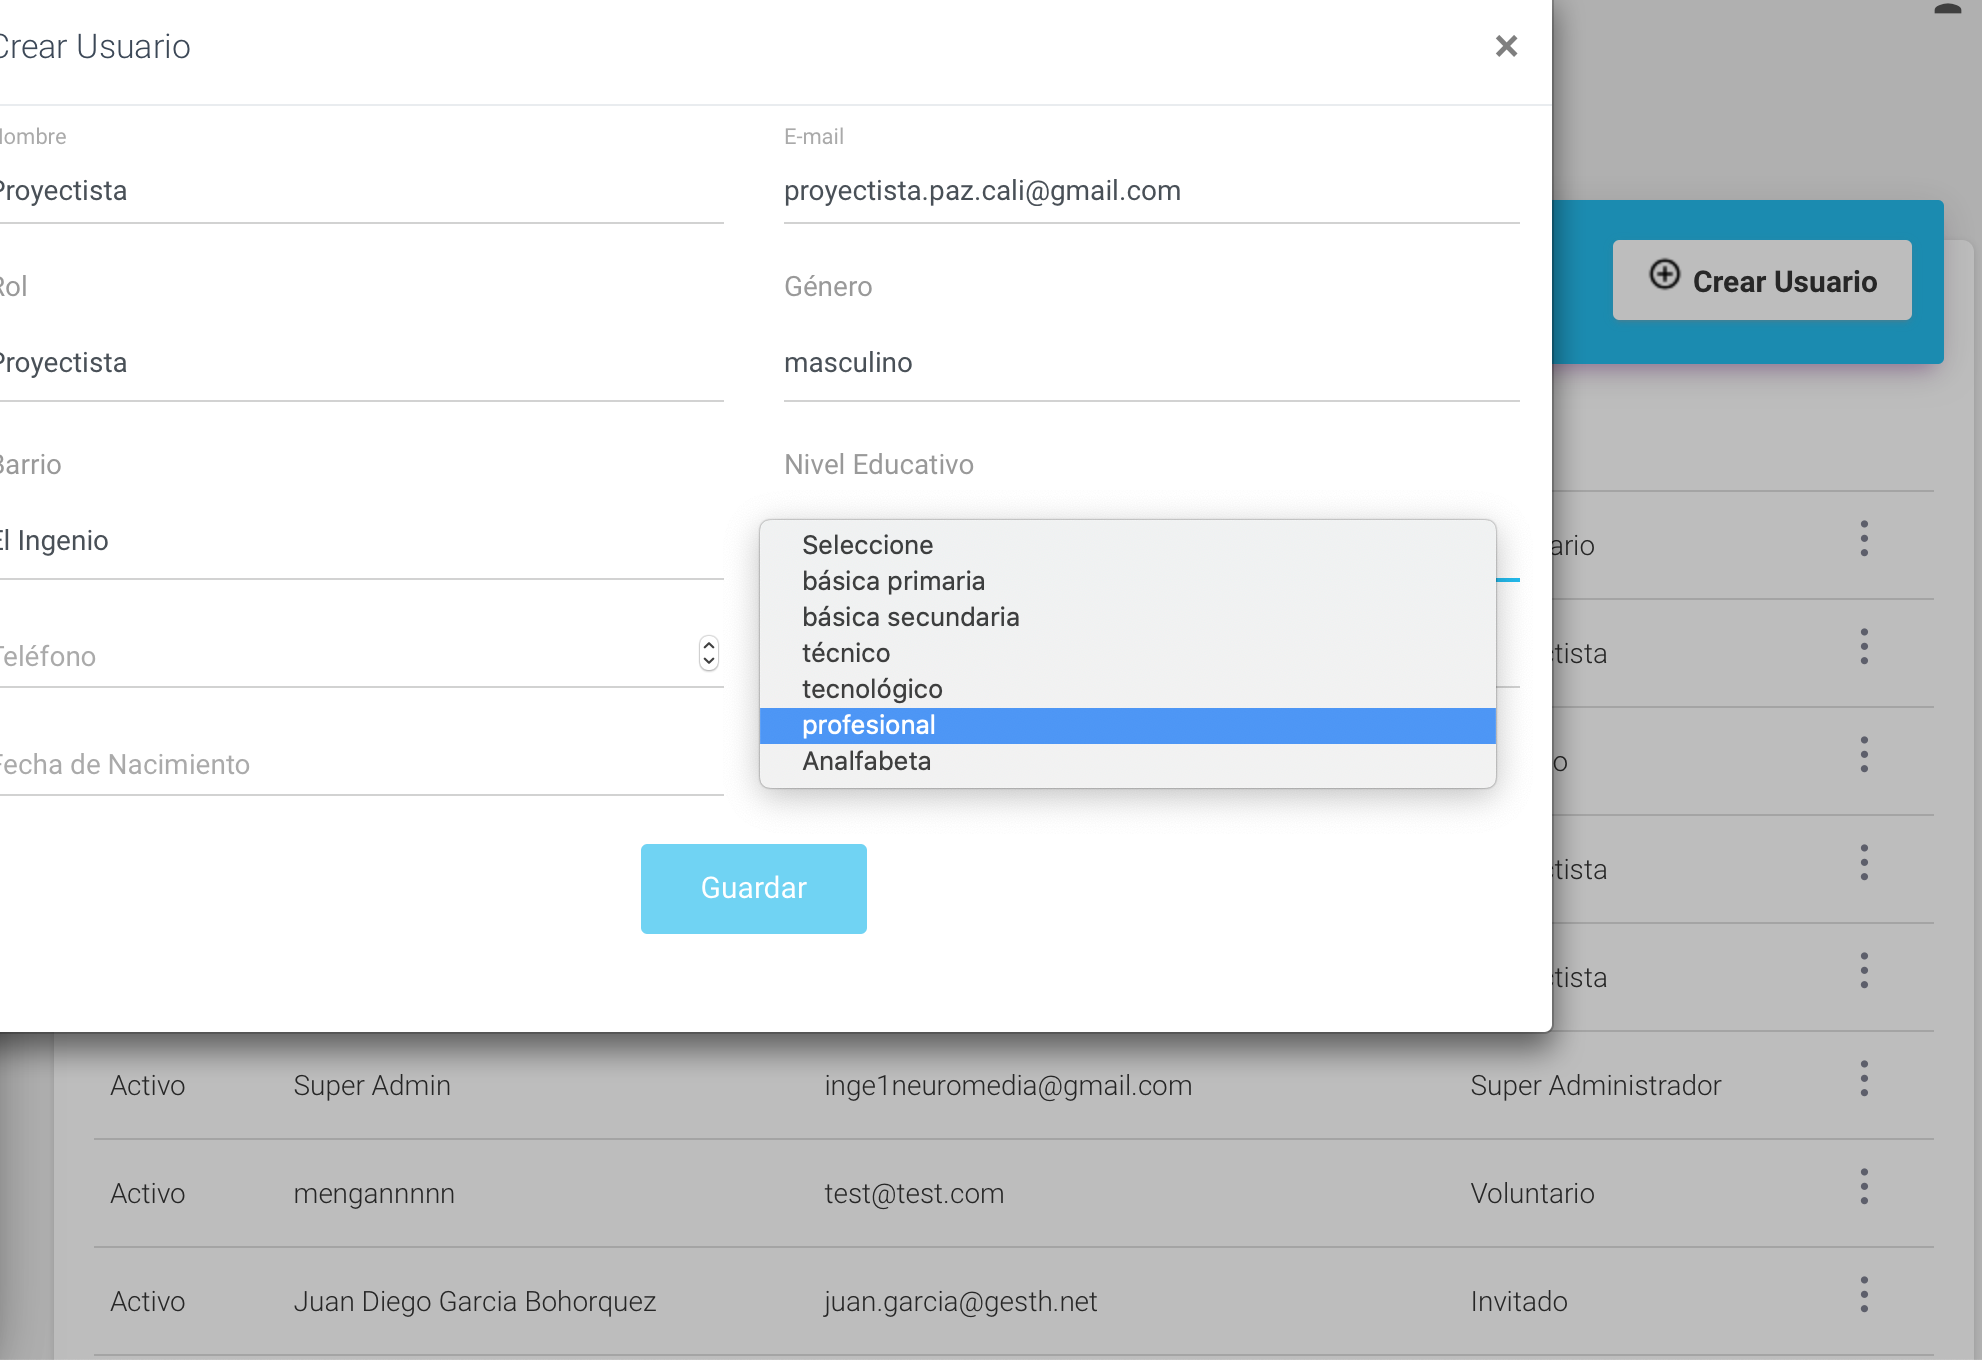 Crear Usuario
Nombre
E-mail
Proyectista
proyectista.paz.cali@gmail.com
Rol
Género
Proyectista
masculino
Crear Usuario
Barrio
Nivel Educativo
El Ingenio
Seleccione
básica primaria
básica secundaria
técnico
tecnológico
profesional
Analfabeta
Teléfono
Fecha de Nacimiento
Guardar
ario
tista
o
tista
tista
Activo Super Admin inge1neuromedia@gmail.com Super Administrador
Activo mengannnnn test@test.com Voluntario
Activo Juan Diego Garcia Bohorquez juan.garcia@gesth.net Invitado